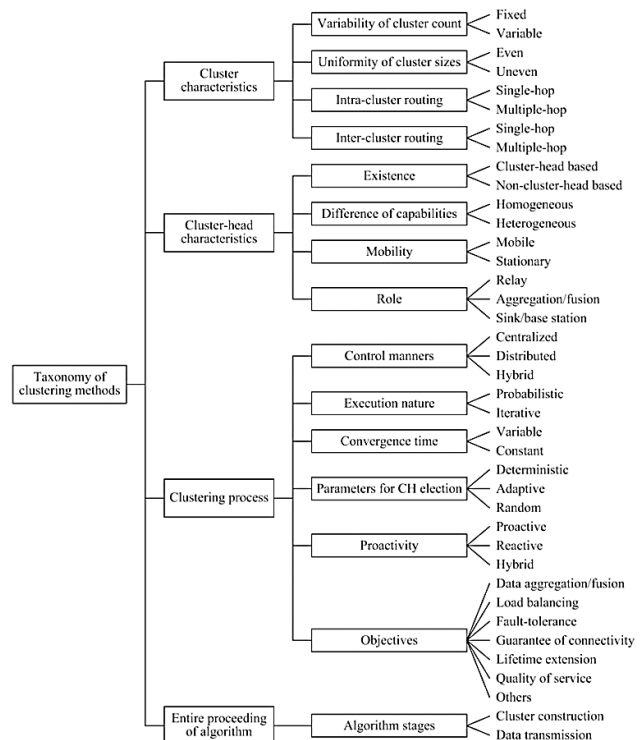 Taxonomy of
clustering methods
Cluster
characteristics
Variability of cluster count
Fixed
Variable
Uniformity of cluster sizes
Even
Uneven
Intra-cluster routing
Single-hop
Multiple-hop
Inter-cluster routing
Single-hop
Multiple-hop
Cluster-head
characteristics
Existence
Cluster-head based
Non-cluster-head based
Difference of capabilities
Homogeneous
Heterogeneous
Mobility
Mobile
Stationary
Role
Relay
Aggregation/fusion
Sink/base station
Clustering process
Control manners
Centralized
Distributed
Hybrid
Execution nature
Probabilistic
Iterative
Convergence time
Variable
Constant
Parameters for CH election
Deterministic
Adaptive
Random
Proactivity
Proactive
Reactive
Hybrid
Objectives
Data aggregation/fusion
Load balancing
Fault-tolerance
Guarantee of connectivity
Lifetime extension
Quality of service
Others
Entire proceeding
of algorithm
Algorithm stages
Cluster construction
Data transmission